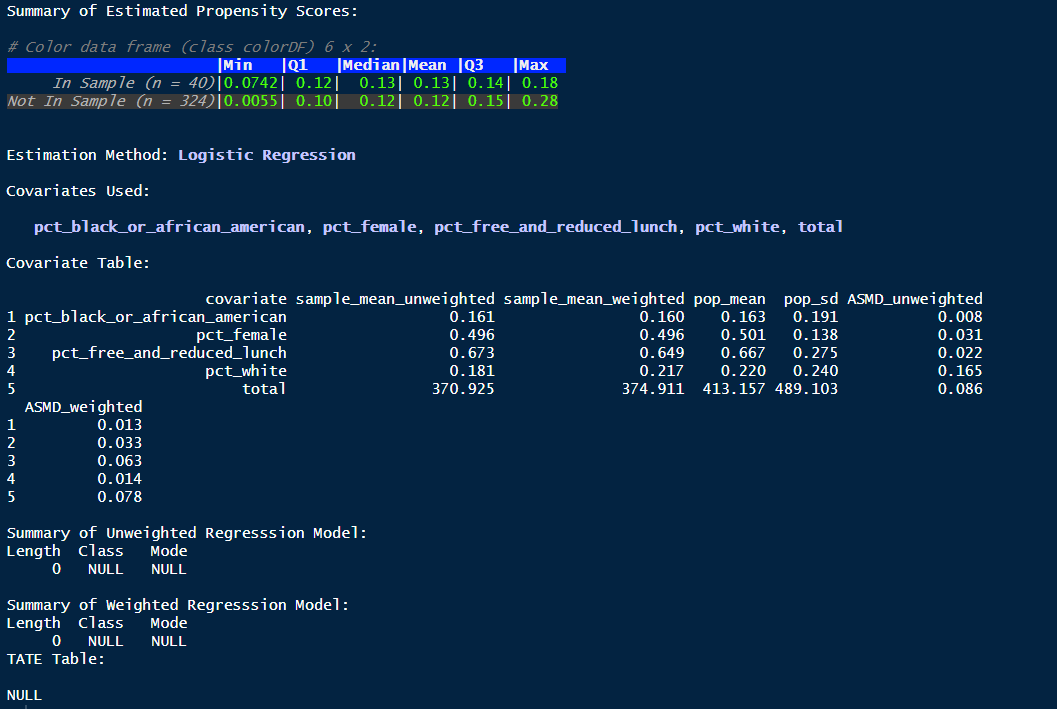 Summary of Estimated Propensity Scores:
# Color data frame (class colorDF) 6 x 2:
|Min |Q1 |Median|Mean |Q3 |Max
In Sample (n = 40)|0.0742| 0.12| 0.13| 0.13| 0.14| 0.18
Not In Sample (n = 324)|0.0055| 0.10| 0.12| 0.12| 0.15| 0.28
Estimation Method: Logistic Regression
Covariates Used:
pct_black_or_african_american, pct_female, pct_free_and_reduced_lunch, pct_white, total
Covariate Table:
covariate sample_mean_unweighted sample_mean_weighted pop_mean pop_sd ASMD_unweighted
1 pct_black_or_african_american 0.161 0.160 0.163 0.191 0.008
2 pct_female 0.496 0.496 0.501 0.138 0.031
3 pct_free_and_reduced_lunch 0.673 0.649 0.667 0.275 0.022
4 pct_white 0.181 0.217 0.220 0.240 0.165
5 total 370.925 374.911 413.157 489.103 0.086
ASMD_weighted
1 0.013
2 0.033
3 0.063
4 0.014
5 0.078
Summary of Unweighted Regresssion Model:
Length Class Mode
0 NULL NULL
Summary of Weighted Regresssion Model:
Length Class Mode
0 NULL NULL
TATE Table:
NULL